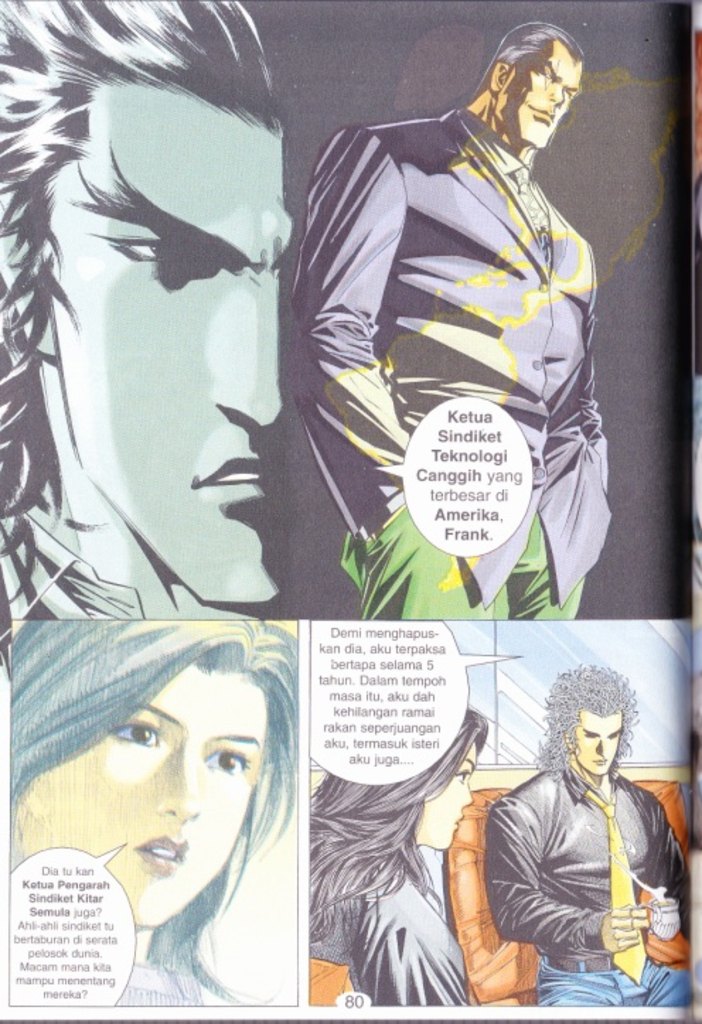 Ketua
Sindiket
Teknologi
Canggih yang
terbesar di
Amerika,
Frank.
Dia tu kan
Ketua Pengarah
Sindiket Kitar
Semula juga?
Ahli-ahli sindiket tu
bertaburan di serata
pelosok dunia.
Macam mana kita
mampu menentang
mereka?
Demi menghapus-
kan dia, aku terpaksa
bertapa selama 5
tahun. Dalam tempoh
masa itu, aku dah
kehilangan ramai
rakan seperjuangan
aku, termasuk isteri
aku juga....
80